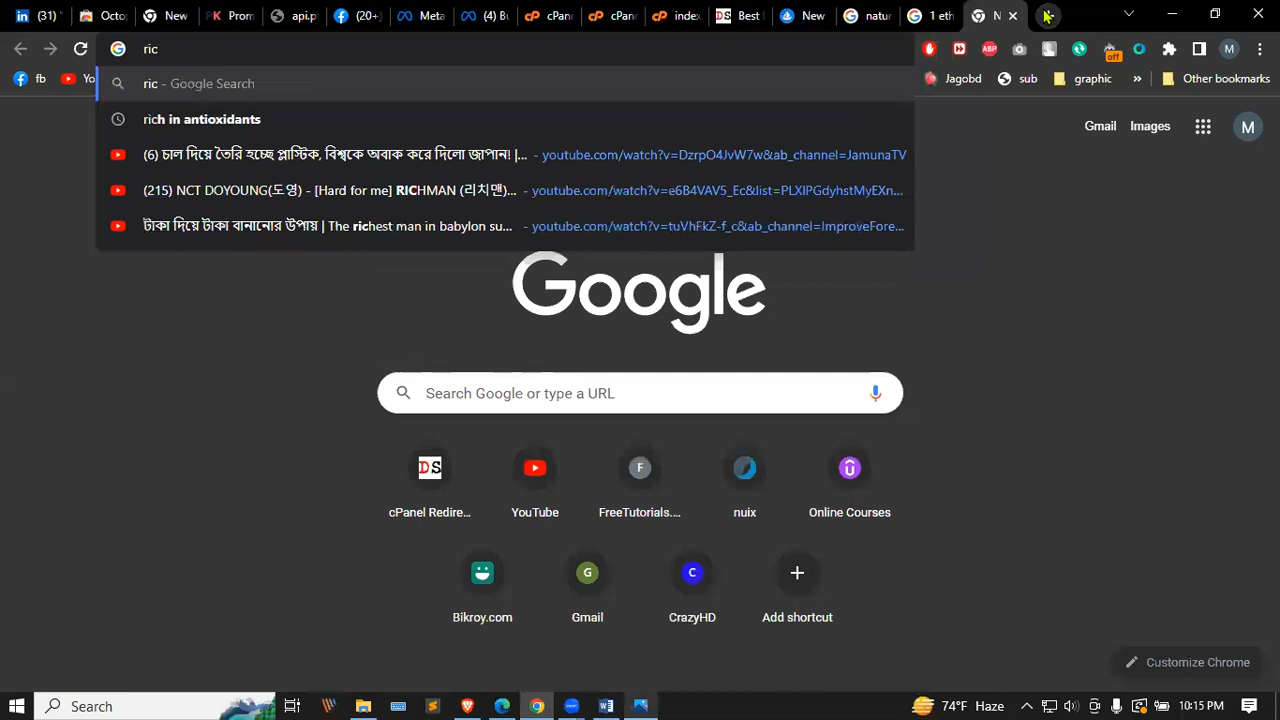 (31)
Octo
New
Prom
api.p
(20+
Meta
(4) B
cPan
cPan
index.
DS Best
New
natur
1 eth
N
ric
ric - Google Search
rich in antioxidants
(6) চাল দিয়ে তৈরি হচ্ছে প্লাস্টিক, বিশ্বকে অবাক করে দিলো জাপান! |... - youtube.com/watch?v=DzrpO4JvW7w&ab_channel=JamunaTV
(215) NCT DOYOUNG(도영) - [Hard for me] RICHMAN (리치맨)... - youtube.com/watch?v=e6B4VAV5_Ec&list=PLXIPGdyhstMyEXn...
টাকা দিয়ে টাকা বানানোর উপায় | The richest man in babylon su... - youtube.com/watch?v=tuVhFkZ-f_c&ab_channel=ImproveFore...
ABP
off
M
fb
Yo
Jagobd
sub
graphic
»
Other bookmarks
Gmail
Images
M
Google
Search Google or type a URL
DS
F
cPanel Redire...
YouTube
FreeTutorials....
nuix
Online Courses
G
C
Bikroy.com
Gmail
CrazyHD
Add shortcut
Customize Chrome
Search
74°F Haze
10:15 PM